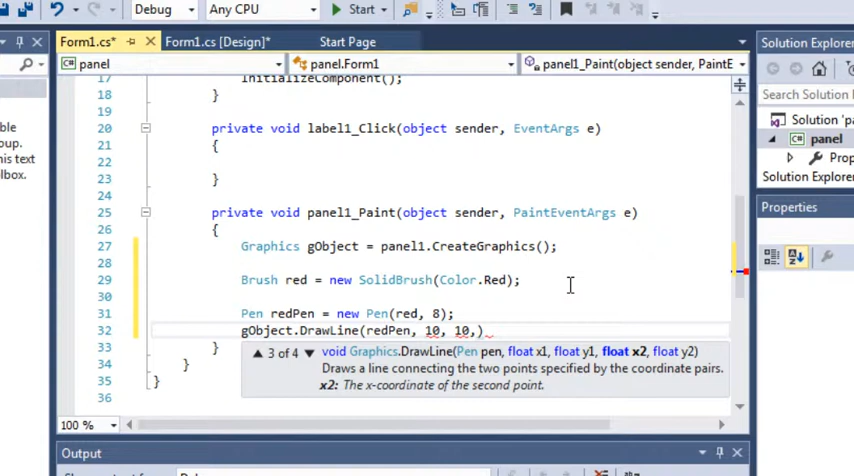 Debug Any CPU Start
Form1.cs* Form1.cs [Design]* Start Page
panel panel.Form1 panel1_Paint(object sender, PaintE
17 InitializeComponent();
18 }
19
20 private void label1_Click(object sender, EventArgs e)
21 {
22
23 }
24
25 private void panel1_Paint(object sender, PaintEventArgs e)
26 {
27 Graphics gObject = panel1.CreateGraphics();
28
29 Brush red = new SolidBrush(Color.Red);
30
31 Pen redPen = new Pen(red, 8);
32 gObject.DrawLine(redPen, 10, 10,)
33 }
34 }
35 }
36
3 of 4 void Graphics.DrawLine(Pen pen, float x1, float y1, float x2, float y2)
Draws a line connecting the two points specified by the coordinate pairs.
x2: The x-coordinate of the second point.
100 %
Output
ble
this text
Solution Explorer
Search Solution
Solution 'pa
panel
Prop
Solution Explorer
Properties